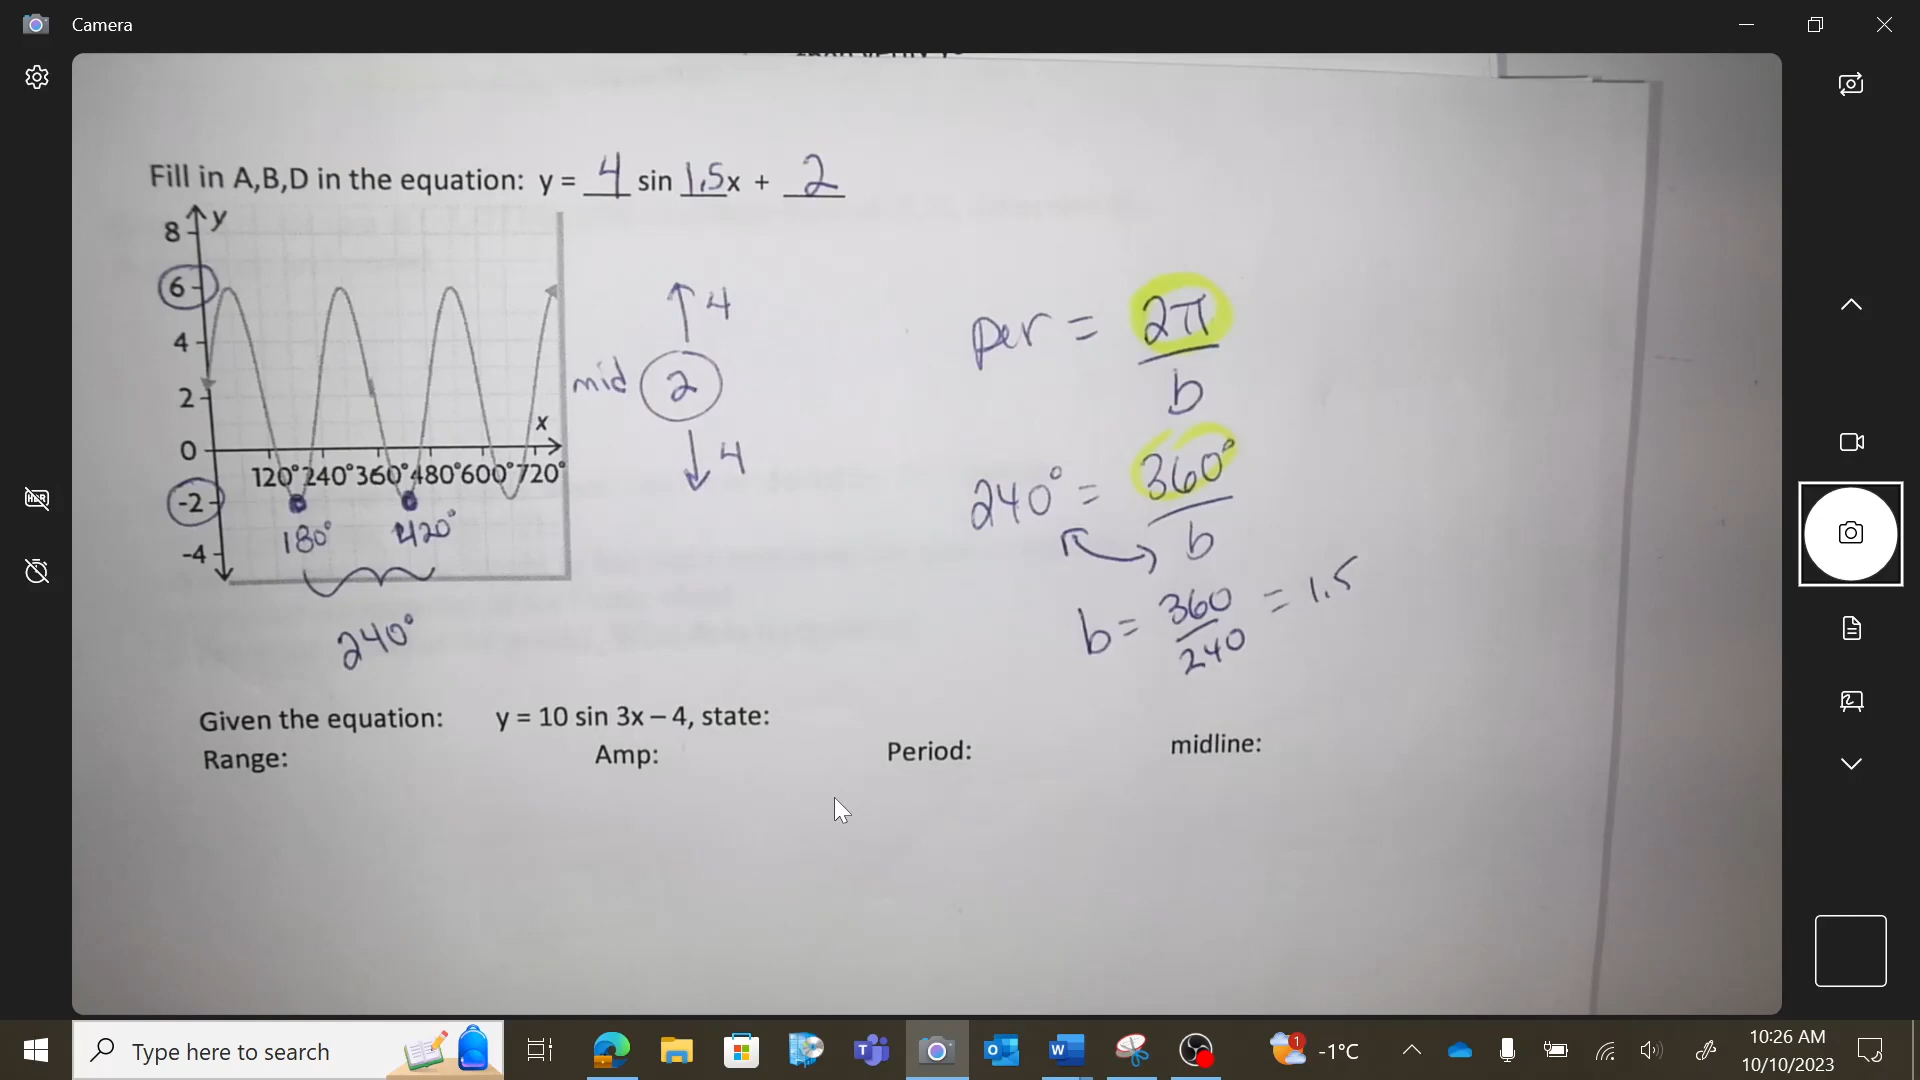 Camera
Fill in A,B,D in the equation: y = 4 sin 1.5x + 2
y
8
6
4
2
0
-2
-4
x
120° 240° 360° 480° 600° 720°
180° 420°
240°
↑ 4
mid 2
↓ 4
per = 2π/b
240° = 360°/b
b = 360/240 = 1.5
Given the equation: y = 10 sin 3x – 4, state:
Range: Amp: Period: midline:
Type here to search
1
-1°C
10:26 AM
10/10/2023